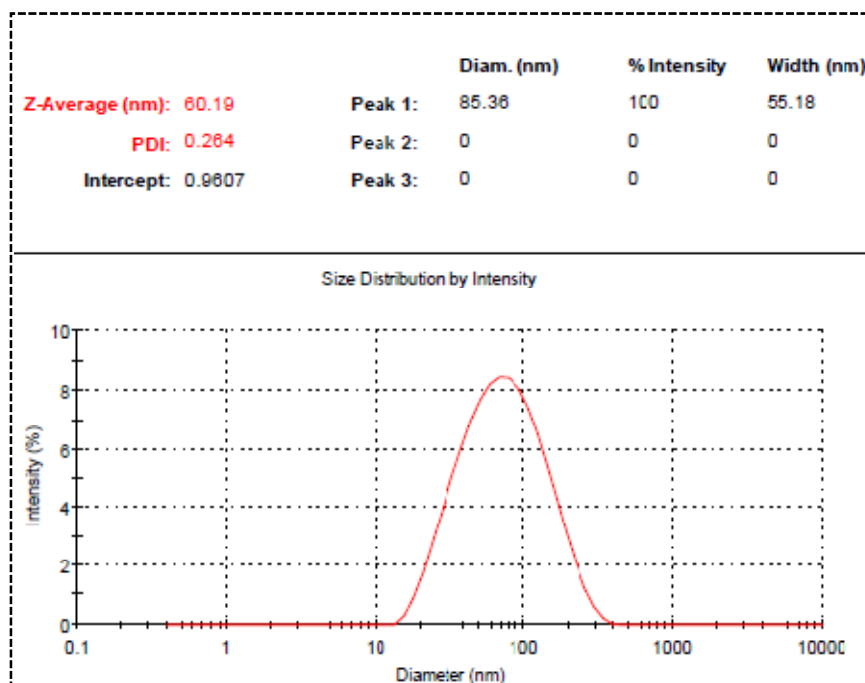 Diam. (nm) % Intensity Width (nm)
Z-Average (nm): 60.19 Peak 1: 85.36 100 55.18
PDI: 0.264 Peak 2: 0 0 0
Intercept: 0.9607 Peak 3: 0 0 0
Size Distribution by Intensity
10
8
6
4
2
0
Intensity (%)
0.1 1 10 100 1000 10000
Diameter (nm)